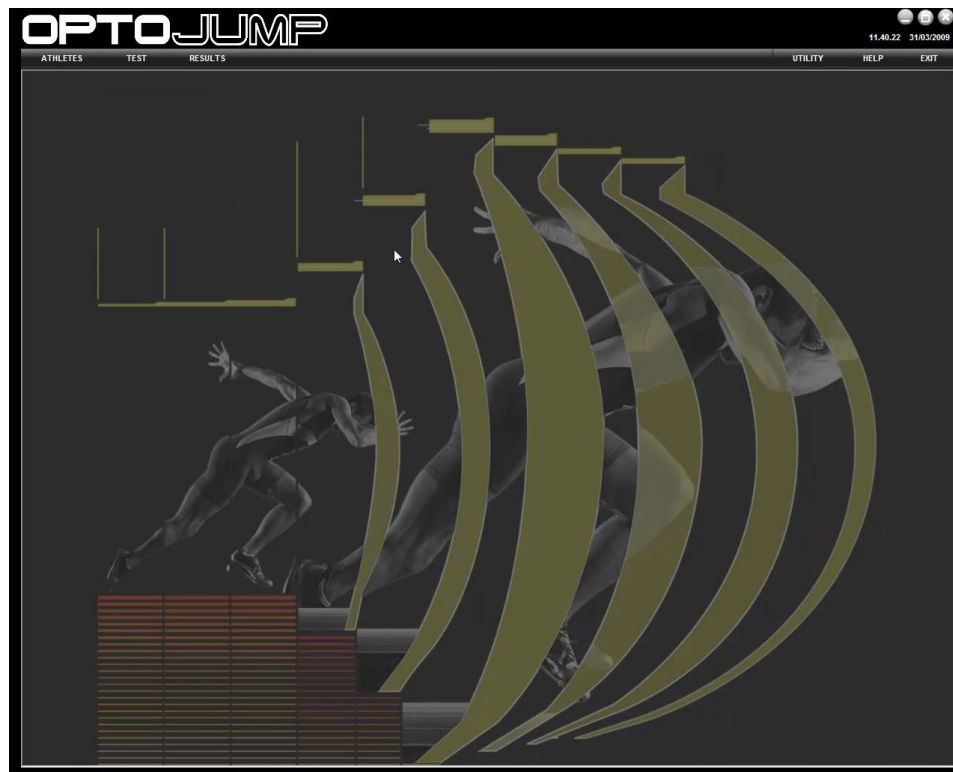 OPTOJUMP
11.40.22 31/03/2009
ATHLETES TEST RESULTS UTILITY HELP EXIT